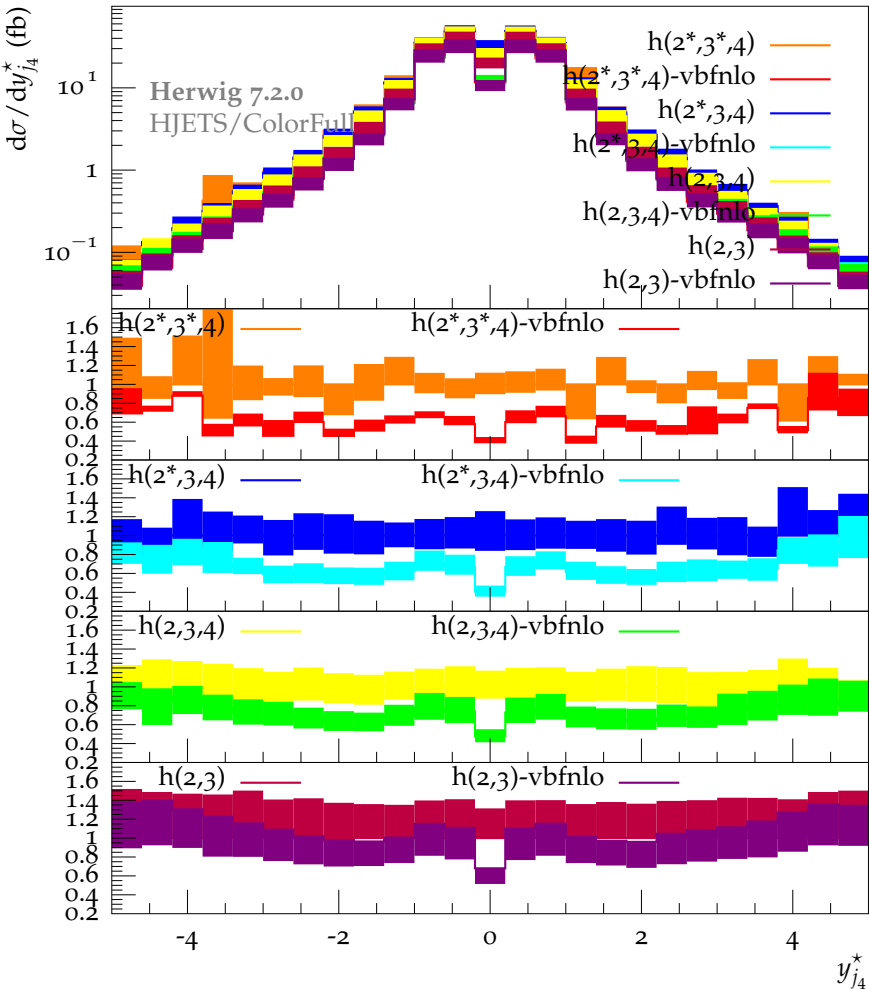 dσ/dy⋆j4 (fb)
10^1
1
10^−1
Herwig 7.2.0
HJETS/ColorFull
h(2*,3*,4)
h(2*,3*,4)-vbfnlo
h(2*,3,4)
h(2*,3,4)-vbfnlo
h(2,3,4)
h(2,3,4)-vbfnlo
h(2,3)
h(2,3)-vbfnlo
h(2*,3*,4) h(2*,3*,4)-vbfnlo
1.6
1.4
1.2
1
0.8
0.6
0.4
0.2
h(2*,3,4) h(2*,3,4)-vbfnlo
1.6
1.4
1.2
1
0.8
0.6
0.4
0.2
h(2,3,4) h(2,3,4)-vbfnlo
1.6
1.4
1.2
1
0.8
0.6
0.4
0.2
h(2,3) h(2,3)-vbfnlo
1.6
1.4
1.2
1
0.8
0.6
0.4
0.2
-4 -2 0 2 4
y⋆j4